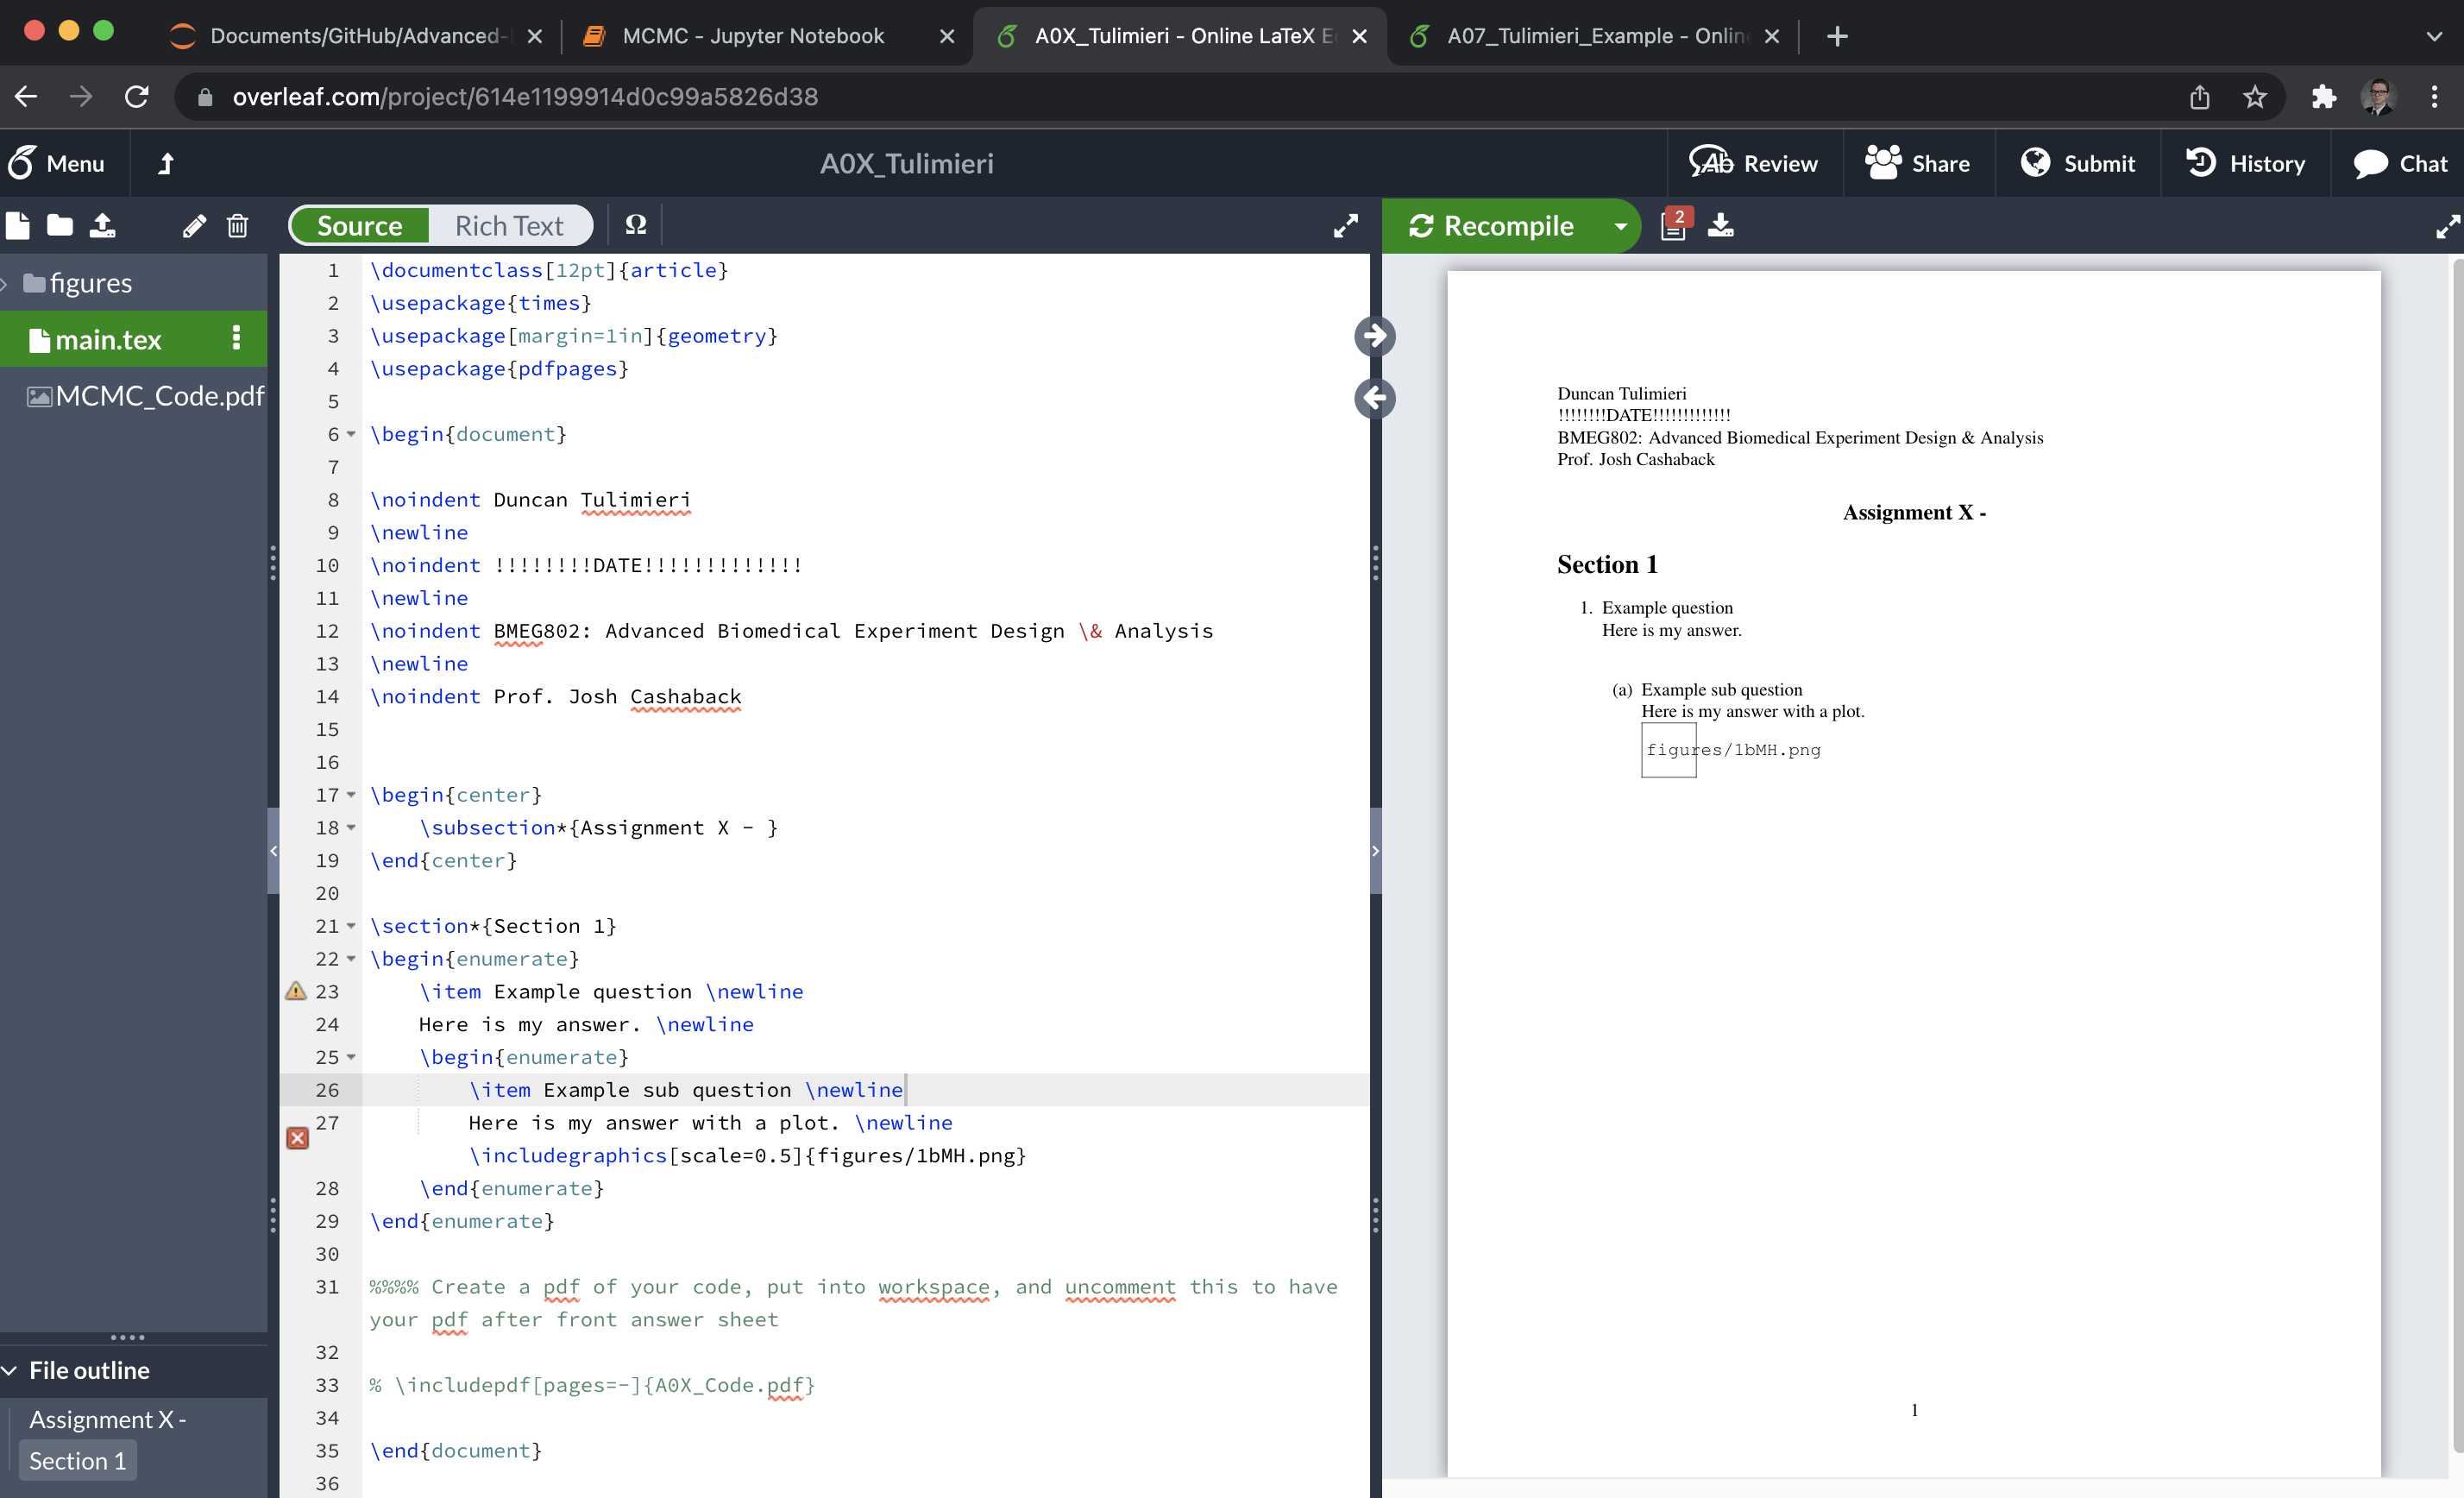 Documents/GitHub/Advanced-
MCMC - Jupyter Notebook
A0X_Tulimieri - Online LaTeX E
A07_Tulimieri_Example - Onlin
overleaf.com/project/614e1199914d0c99a5826d38
Menu
A0X_Tulimieri
Review
Share
Submit
History
Chat
Source
Rich Text
Ω
Recompile
2
figures
main.tex
MCMC_Code.pdf
File outline
Assignment X -
Section 1
1 \documentclass[12pt]{article}
2 \usepackage{times}
3 \usepackage[margin=1in]{geometry}
4 \usepackage{pdfpages}
5
6 \begin{document}
7
8 \noindent Duncan Tulimieri
9 \newline
10 \noindent !!!!!!!!DATE!!!!!!!!!!!!!
11 \newline
12 \noindent BMEG802: Advanced Biomedical Experiment Design \& Analysis
13 \newline
14 \noindent Prof. Josh Cashaback
15
16
17 \begin{center}
18 \subsection*{Assignment X - }
19 \end{center}
20
21 \section*{Section 1}
22 \begin{enumerate}
23 \item Example question \newline
24 Here is my answer. \newline
25 \begin{enumerate}
26 \item Example sub question \newline
27 Here is my answer with a plot. \newline
\includegraphics[scale=0.5]{figures/1bMH.png}
28 \end{enumerate}
29 \end{enumerate}
30
31 %%%% Create a pdf of your code, put into workspace, and uncomment this to have
your pdf after front answer sheet
32
33 % \includepdf[pages=-]{A0X_Code.pdf}
34
35 \end{document}
36
Duncan Tulimieri
!!!!!!!!DATE!!!!!!!!!!!!!
BMEG802: Advanced Biomedical Experiment Design & Analysis
Prof. Josh Cashaback
Assignment X -
Section 1
1. Example question
Here is my answer.
(a) Example sub question
Here is my answer with a plot.
figures/1bMH.png
1